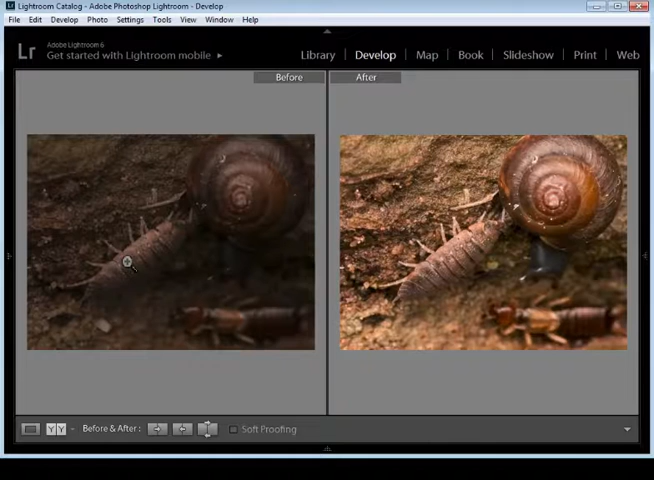 Lightroom Catalog - Adobe Photoshop Lightroom - Develop
File Edit Develop Photo Settings Tools View Window Help
Lr
Adobe Lightroom 6
Get started with Lightroom mobile
Library | Develop | Map | Book | Slideshow | Print | Web
Before
After
YY
Before & After :
Soft Proofing